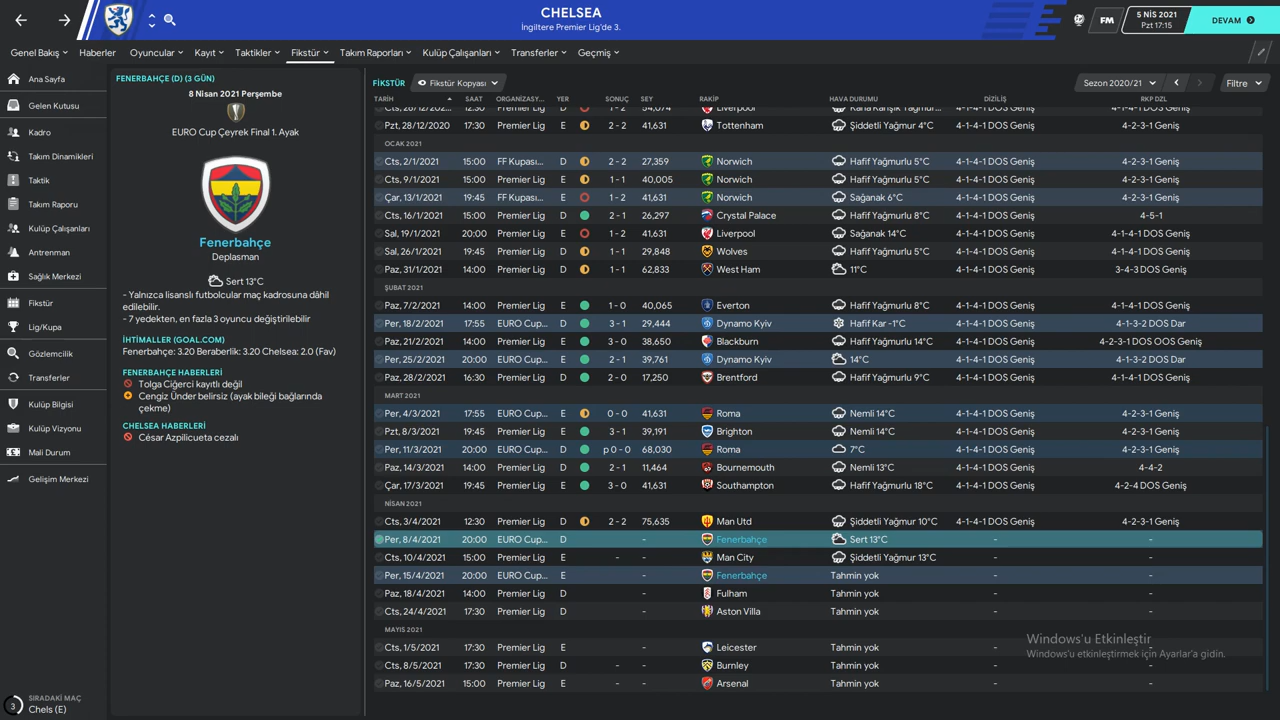 CHELSEA
İngiltere Premier Lig'de 3.
FM
5 NİS 2021
Pzt 17:15
DEVAM
Genel Bakış
Haberler
Oyuncular
Kayıt
Taktikler
Fikstür
Takım Raporları
Kulüp Çalışanları
Transferler
Geçmiş
Ana Sayfa
Gelen Kutusu
Kadro
Takım Dinamikleri
Taktik
Takım Raporu
Kulüp Çalışanları
Antrenman
Sağlık Merkezi
Fikstür
Lig/Kupa
Gözlemcilik
Transferler
Kulüp Bilgisi
Kulüp Vizyonu
Mali Durum
Gelişim Merkezi
3
SIRADAKİ MAÇ
Chels (E)
FENERBAHÇE (D) (3 GÜN)
8 Nisan 2021 Perşembe
EURO Cup Çeyrek Final 1. Ayak
Fenerbahçe
Deplasman
Sert 13°C
- Yalnızca lisanslı futbolcular maç kadrosuna dâhil
edilebilir.
- 7 yedekten, en fazla 3 oyuncu değiştirilebilir
İHTİMALLER (GOAL.COM)
Fenerbahçe: 3.20 Beraberlik: 3.20 Chelsea: 2.0 (Fav)
FENERBAHÇE HABERLERİ
Tolga Ciğerci kayıtlı değil
Cengiz Ünder belirsiz (ayak bileği bağlarında
çekme)
CHELSEA HABERLERİ
César Azpilicueta cezalı
FİKSTÜR
Fikstür Kopyası
Sezon 2020/21
Filtre
TARİH SAAT ORGANİZASY... YER SONUÇ SEY RAKİP HAVA DURUMU DİZİLİŞ RKP DZL
Pzt, 28/12/2020 17:30 Premier Lig E 2 - 2 41,631 Tottenham Şiddetli Yağmur 4°C 4-1-4-1 DOS Geniş 4-2-3-1 Geniş
OCAK 2021
Cts, 2/1/2021 15:00 FF Kupası... D 2 - 2 27,359 Norwich Hafif Yağmurlu 5°C 4-1-4-1 DOS Geniş 4-2-3-1 Geniş
Cts, 9/1/2021 15:00 Premier Lig E 1 - 1 40,005 Norwich Hafif Yağmurlu 5°C 4-1-4-1 DOS Geniş 4-2-3-1 Geniş
Çar, 13/1/2021 19:45 FF Kupası... E 1 - 2 41,631 Norwich Sağanak 6°C 4-1-4-1 DOS Geniş 4-2-3-1 Geniş
Cts, 16/1/2021 15:00 Premier Lig D 2 - 1 26,297 Crystal Palace Hafif Yağmurlu 8°C 4-1-4-1 DOS Geniş 4-5-1
Sal, 19/1/2021 20:00 Premier Lig E 1 - 2 41,631 Liverpool Sağanak 14°C 4-1-4-1 DOS Geniş 4-1-4-1 DOS Geniş
Sal, 26/1/2021 19:45 Premier Lig D 1 - 1 29,848 Wolves Hafif Yağmurlu 5°C 4-1-4-1 DOS Geniş 4-1-4-1 DOS Geniş
Paz, 31/1/2021 14:00 Premier Lig D 1 - 1 62,833 West Ham 11°C 4-1-4-1 DOS Geniş 3-4-3 DOS Geniş
ŞUBAT 2021
Paz, 7/2/2021 14:00 Premier Lig E 1 - 0 40,065 Everton Hafif Yağmurlu 8°C 4-1-4-1 DOS Geniş 4-1-4-1 DOS Geniş
Per, 18/2/2021 17:55 EURO Cup... D 3 - 1 29,444 Dynamo Kyiv Hafif Kar -1°C 4-1-4-1 DOS Geniş 4-1-3-2 DOS Dar
Paz, 21/2/2021 14:00 Premier Lig E 3 - 0 38,650 Blackburn Hafif Yağmurlu 14°C 4-1-4-1 DOS Geniş 4-2-3-1 DOS OOS Geniş
Per, 25/2/2021 20:00 EURO Cup... E 2 - 1 39,761 Dynamo Kyiv 14°C 4-1-4-1 DOS Geniş 4-1-3-2 DOS Dar
Paz, 28/2/2021 16:30 Premier Lig D 2 - 0 17,250 Brentford Hafif Yağmurlu 9°C 4-1-4-1 DOS Geniş 4-1-4-1 DOS Geniş
MART 2021
Per, 4/3/2021 17:55 EURO Cup... E 0 - 0 41,631 Roma Nemli 14°C 4-1-4-1 DOS Geniş 4-2-3-1 Geniş
Pzt, 8/3/2021 19:45 Premier Lig E 3 - 1 39,191 Brighton Nemli 14°C 4-1-4-1 DOS Geniş 4-2-3-1 Geniş
Per, 11/3/2021 20:00 EURO Cup... D p 0 - 0 68,030 Roma 7°C 4-1-4-1 DOS Geniş 4-2-3-1 Geniş
Paz, 14/3/2021 14:00 Premier Lig D 2 - 1 11,464 Bournemouth Nemli 13°C 4-1-4-1 DOS Geniş 4-4-2
Çar, 17/3/2021 19:45 Premier Lig E 3 - 0 41,631 Southampton Hafif Yağmurlu 18°C 4-1-4-1 DOS Geniş 4-2-4 DOS Geniş
NİSAN 2021
Cts, 3/4/2021 12:30 Premier Lig D 2 - 2 75,635 Man Utd Şiddetli Yağmur 10°C 4-1-4-1 DOS Geniş 4-2-3-1 Geniş
Per, 8/4/2021 20:00 EURO Cup... D - Fenerbahçe Sert 13°C - -
Cts, 10/4/2021 15:00 Premier Lig E - - Man City Şiddetli Yağmur 13°C - -
Per, 15/4/2021 20:00 EURO Cup... E - Fenerbahçe Tahmin yok - -
Paz, 18/4/2021 14:00 Premier Lig D - Fulham Tahmin yok - -
Cts, 24/4/2021 17:30 Premier Lig D - Aston Villa Tahmin yok - -
MAYIS 2021
Cts, 1/5/2021 17:30 Premier Lig E - Leicester Tahmin yok - -
Cts, 8/5/2021 17:30 Premier Lig D - - Burnley Tahmin yok - -
Paz, 16/5/2021 15:00 Premier Lig E - - Arsenal Tahmin yok - -
Windows'u Etkinleştir
Windows'u etkinleştirmek için Ayarlar'a gidin.